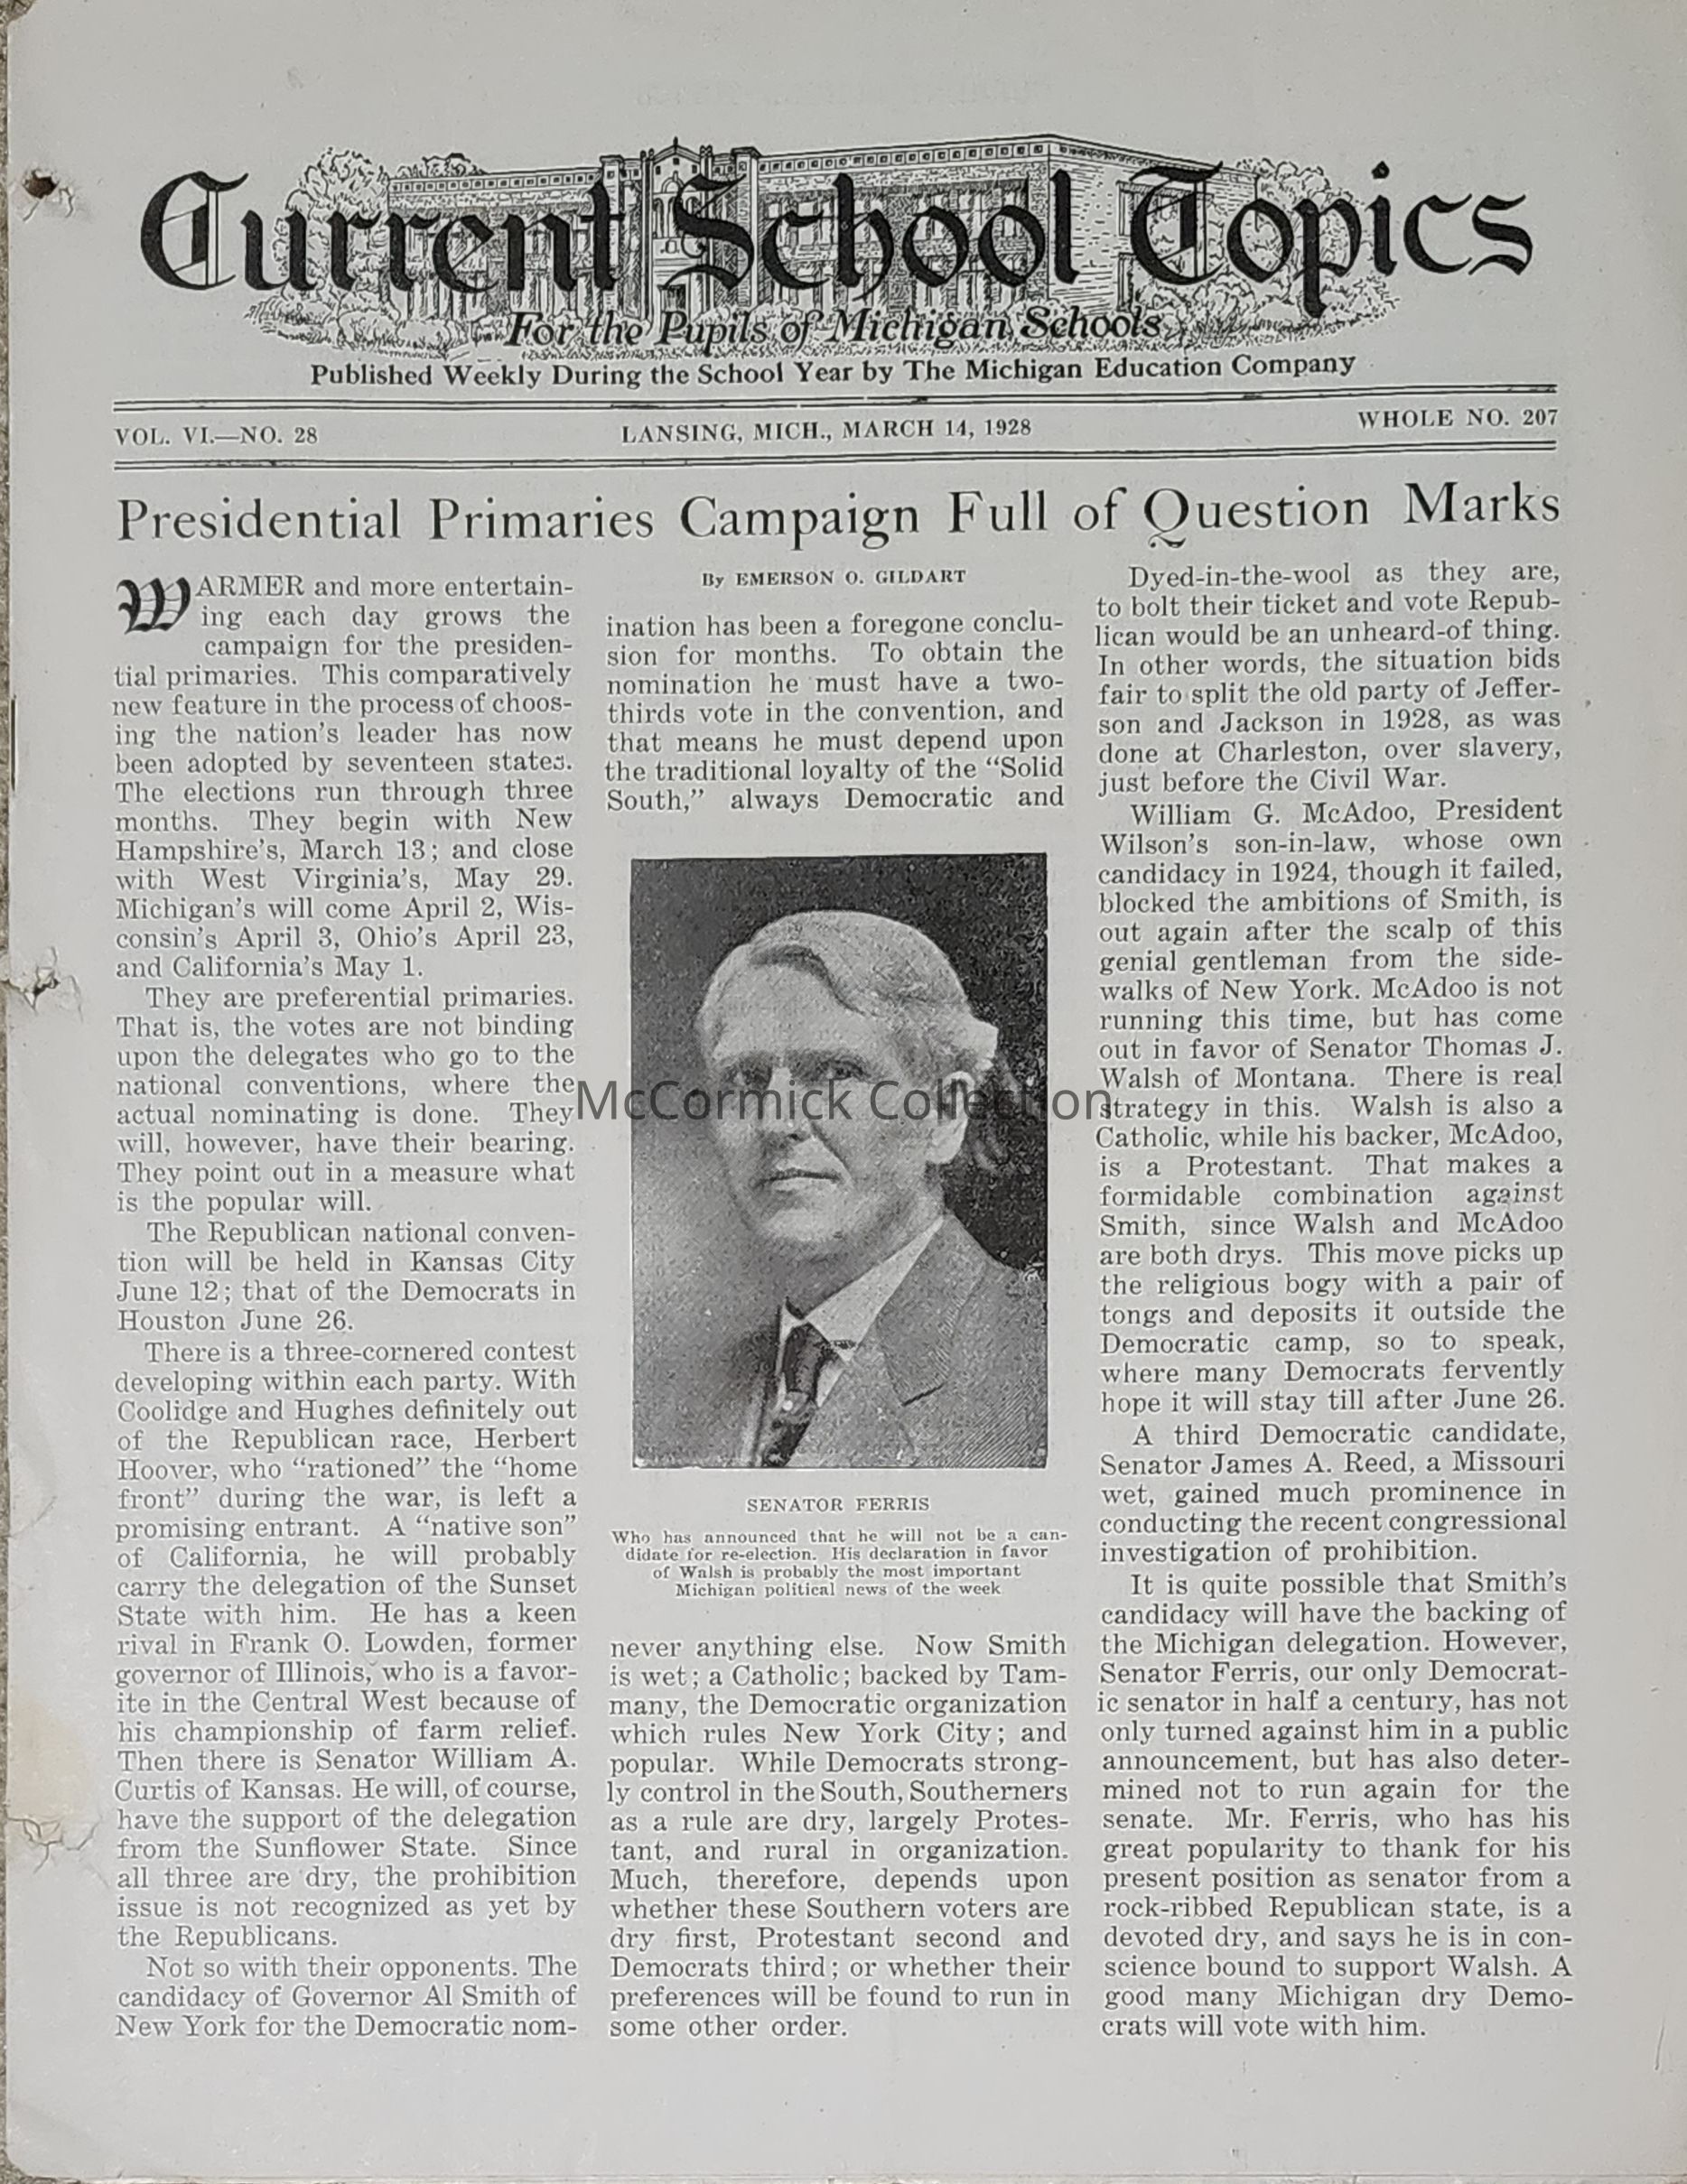 Current School Topics
For the Pupils of Michigan Schools
Published Weekly During the School Year by The Michigan Education Company
VOL. VI.—NO. 28
LANSING, MICH., MARCH 14, 1928
WHOLE NO. 207
Presidential Primaries Campaign Full of Question Marks
WARMER and more entertain-
ing each day grows the
campaign for the presiden-
tial primaries. This comparatively
new feature in the process of choos-
ing the nation's leader has now
been adopted by seventeen states.
The elections run through three
months. They begin with New
Hampshire's, March 13; and close
with West Virginia's, May 29.
Michigan's will come April 2, Wis-
consin's April 3, Ohio's April 23,
and California's May 1.
They are preferential primaries.
That is, the votes are not binding
upon the delegates who go to the
national conventions, where the
actual nominating is done. They
will, however, have their bearing.
They point out in a measure what
is the popular will.
The Republican national conven-
tion will be held in Kansas City
June 12; that of the Democrats in
Houston June 26.
There is a three-cornered contest
developing within each party. With
Coolidge and Hughes definitely out
of the Republican race, Herbert
Hoover, who "rationed" the "home
front" during the war, is left a
promising entrant. A "native son"
of California, he will probably
carry the delegation of the Sunset
State with him. He has a keen
rival in Frank O. Lowden, former
governor of Illinois, who is a favor-
ite in the Central West because of
his championship of farm relief.
Then there is Senator William A.
Curtis of Kansas. He will, of course,
have the support of the delegation
from the Sunflower State. Since
all three are dry, the prohibition
issue is not recognized as yet by
the Republicans.
Not so with their opponents. The
candidacy of Governor Al Smith of
New York for the Democratic nom-
By EMERSON O. GILDART
ination has been a foregone conclu-
sion for months. To obtain the
nomination he must have a two-
thirds vote in the convention, and
that means he must depend upon
the traditional loyalty of the "Solid
South," always Democratic and
McCormick Collection
SENATOR FERRIS
Who has announced that he will not be a can-
didate for re-election. His declaration in favor
of Walsh is probably the most important
Michigan political news of the week
never anything else. Now Smith
is wet; a Catholic; backed by Tam-
many, the Democratic organization
which rules New York City; and
popular. While Democrats strong-
ly control in the South, Southerners
as a rule are dry, largely Protes-
tant, and rural in organization.
Much, therefore, depends upon
whether these Southern voters are
dry first, Protestant second and
Democrats third; or whether their
preferences will be found to run in
some other order.
Dyed-in-the-wool as they are,
to bolt their ticket and vote Repub-
lican would be an unheard-of thing.
In other words, the situation bids
fair to split the old party of Jeffer-
son and Jackson in 1928, as was
done at Charleston, over slavery,
just before the Civil War.
William G. McAdoo, President
Wilson's son-in-law, whose own
candidacy in 1924, though it failed,
blocked the ambitions of Smith, is
out again after the scalp of this
genial gentleman from the side-
walks of New York. McAdoo is not
running this time, but has come
out in favor of Senator Thomas J.
Walsh of Montana. There is real
strategy in this. Walsh is also a
Catholic, while his backer, McAdoo,
is a Protestant. That makes a
formidable combination against
Smith, since Walsh and McAdoo
are both drys. This move picks up
the religious bogy with a pair of
tongs and deposits it outside the
Democratic camp, so to speak,
where many Democrats fervently
hope it will stay till after June 26.
A third Democratic candidate,
Senator James A. Reed, a Missouri
wet, gained much prominence in
conducting the recent congressional
investigation of prohibition.
It is quite possible that Smith's
candidacy will have the backing of
the Michigan delegation. However,
Senator Ferris, our only Democrat-
ic senator in half a century, has not
only turned against him in a public
announcement, but has also deter-
mined not to run again for the
senate. Mr. Ferris, who has his
great popularity to thank for his
present position as senator from a
rock-ribbed Republican state, is a
devoted dry, and says he is in con-
science bound to support Walsh. A
good many Michigan dry Demo-
crats will vote with him.